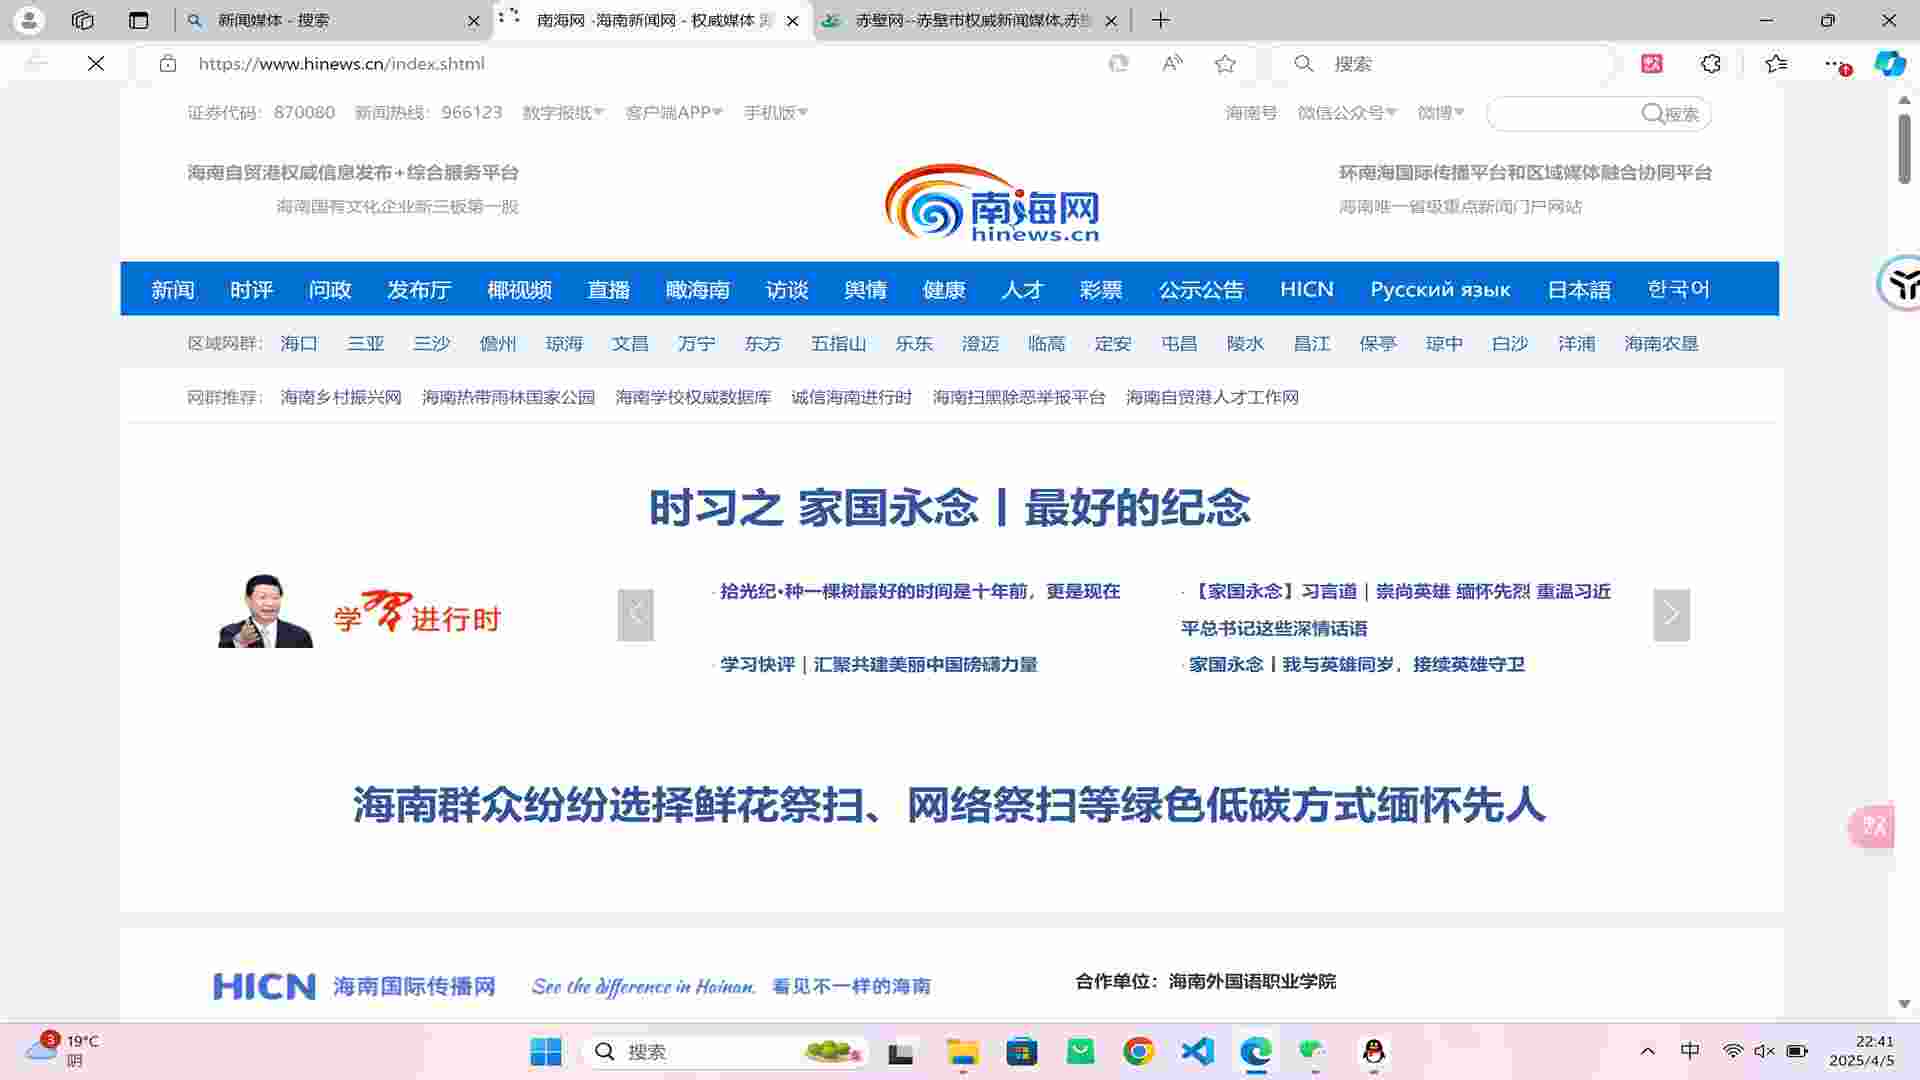 新闻媒体 - 搜索
南海网 -海南新闻网 - 权威媒体
赤壁网--赤壁市权威新闻媒体,赤壁
https://www.hinews.cn/index.shtml
搜索
证券代码：870080 新闻热线：966123 数字报纸 客户端APP 手机版
海南号 微信公众号 微博 搜索
海南自贸港权威信息发布+综合服务平台
海南国有文化企业新三板第一股
南海网
hinews.cn
环南海国际传播平台和区域媒体融合协同平台
海南唯一省级重点新闻门户网站
新闻 时评 问政 发布厅 椰视频 直播 瞰海南 访谈 舆情 健康 人才 彩票 公示公告 HICN Русский язык 日本語 한국어
区域网群： 海口 三亚 三沙 儋州 琼海 文昌 万宁 东方 五指山 乐东 澄迈 临高 定安 屯昌 陵水 昌江 保亭 琼中 白沙 洋浦 海南农垦
网群推荐： 海南乡村振兴网 海南热带雨林国家公园 海南学校权威数据库 诚信海南进行时 海南扫黑除恶举报平台 海南自贸港人才工作网
时习之 家国永念丨最好的纪念
学习进行时
· 拾光纪·种一棵树最好的时间是十年前，更是现在
· 【家国永念】习言道｜崇尚英雄 缅怀先烈 重温习近
平总书记这些深情话语
· 学习快评｜汇聚共建美丽中国磅礴力量
· 家国永念丨我与英雄同岁，接续英雄守卫
海南群众纷纷选择鲜花祭扫、网络祭扫等绿色低碳方式缅怀先人
HICN 海南国际传播网 See the difference in Hainan. 看见不一样的海南
合作单位：海南外国语职业学院
3
19°C
阴
搜索
中
22:41
2025/4/5